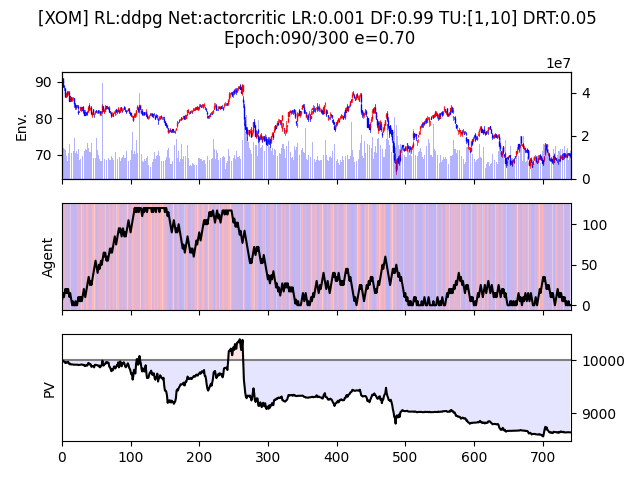 [XOM] RL:ddpg Net:actorcritic LR:0.001 DF:0.99 TU:[1,10] DRT:0.05
Epoch:090/300 e=0.70
1e7
90
80
70
Env.
4
2
0
Agent
100
50
0
PV
10000
9000
0 100 200 300 400 500 600 700